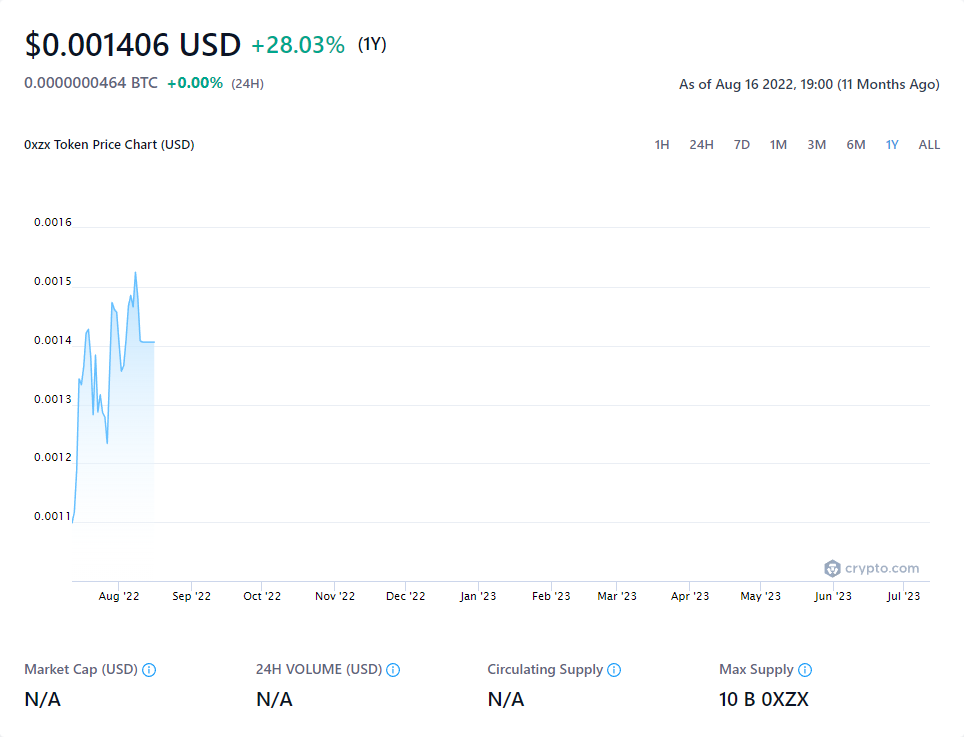 $0.001406 USD +28.03% (1Y)
0.0000000464 BTC +0.00% (24H)
As of Aug 16 2022, 19:00 (11 Months Ago)
0xzx Token Price Chart (USD)
1H 24H 7D 1M 3M 6M 1Y ALL
0.0016
0.0015
0.0014
0.0013
0.0012
0.0011
crypto.com
Aug '22 Sep '22 Oct '22 Nov '22 Dec '22 Jan '23 Feb '23 Mar '23 Apr '23 May '23 Jun '23 Jul '23
Market Cap (USD) 24H VOLUME (USD) Circulating Supply Max Supply
N/A N/A N/A 10 B 0XZX